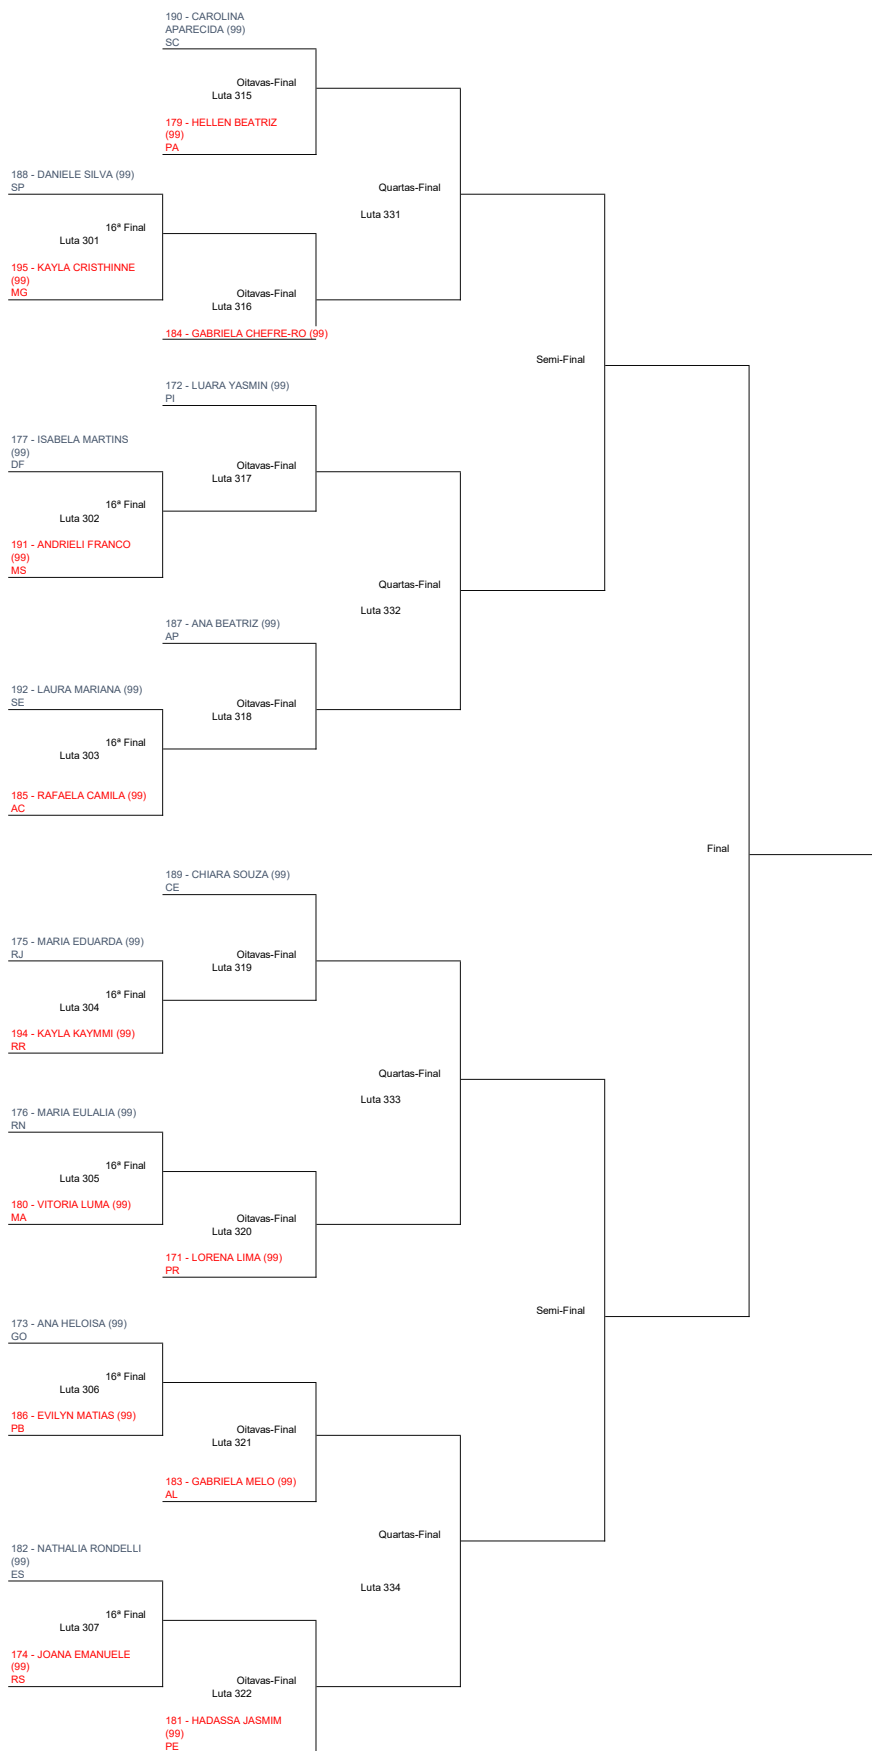 190 - CAROLINA
APARECIDA (99)
SC
Oitavas-Final
Luta 315
179 - HELLEN BEATRIZ
(99)
PA
188 - DANIELE SILVA (99)
SP
Quartas-Final
Luta 331
16ª Final
Luta 301
195 - KAYLA CRISTHINNE
(99)
MG
Oitavas-Final
Luta 316
184 - GABRIELA CHEFRE-RO (99)
Semi-Final
172 - LUARA YASMIN (99)
PI
177 - ISABELA MARTINS
(99)
DF
Oitavas-Final
Luta 317
16ª Final
Luta 302
191 - ANDRIELI FRANCO
(99)
MS
Quartas-Final
Luta 332
187 - ANA BEATRIZ (99)
AP
192 - LAURA MARIANA (99)
SE
Oitavas-Final
Luta 318
16ª Final
Luta 303
185 - RAFAELA CAMILA (99)
AC
Final
189 - CHIARA SOUZA (99)
CE
175 - MARIA EDUARDA (99)
RJ
Oitavas-Final
Luta 319
16ª Final
Luta 304
194 - KAYLA KAYMMI (99)
RR
Quartas-Final
Luta 333
176 - MARIA EULALIA (99)
RN
16ª Final
Luta 305
180 - VITORIA LUMA (99)
MA
Oitavas-Final
Luta 320
171 - LORENA LIMA (99)
PR
Semi-Final
173 - ANA HELOISA (99)
GO
16ª Final
Luta 306
186 - EVILYN MATIAS (99)
PB
Oitavas-Final
Luta 321
183 - GABRIELA MELO (99)
AL
Quartas-Final
Luta 334
182 - NATHALIA RONDELLI
(99)
ES
16ª Final
Luta 307
174 - JOANA EMANUELE
(99)
RS
Oitavas-Final
Luta 322
181 - HADASSA JASMIM
(99)
PE